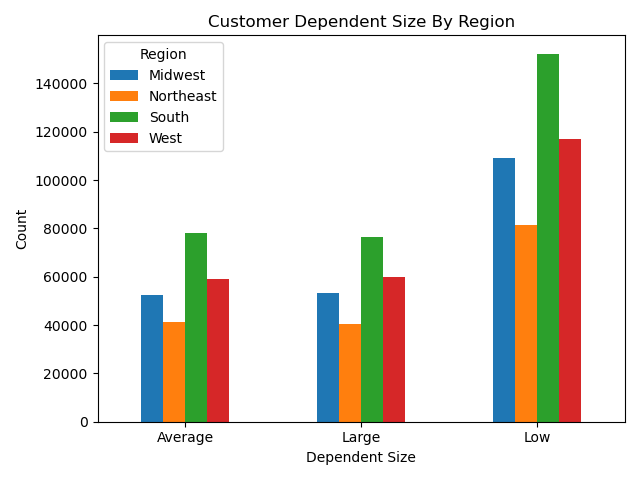 Customer Dependent Size By Region
Region
Midwest
Northeast
South
West
Count
140000
120000
100000
80000
60000
40000
20000
0
Average Large Low
Dependent Size